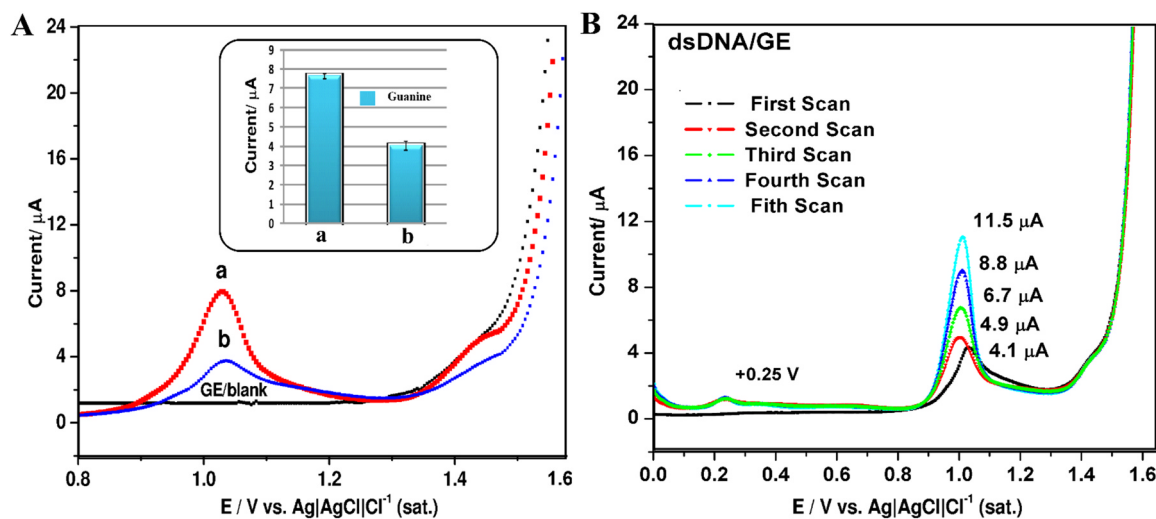 A
24
20
16
12
8
4
0
Current/ μA
0.8
1.0
1.2
1.4
1.6
E / V vs. Ag|AgCl|Cl⁻¹ (sat.)
9
8
7
6
5
4
3
2
1
0
Current/ μA
Guanine
a
b
a
b
GE/blank
B
24
20
16
12
8
4
0
Current/ μA
dsDNA/GE
First Scan
Second Scan
Third Scan
Fourth Scan
Fith Scan
11.5 μA
8.8 μA
6.7 μA
4.9 μA
4.1 μA
+0.25 V
0.0
0.2
0.4
0.6
0.8
1.0
1.2
1.4
1.6
E / V vs. Ag|AgCl|Cl⁻¹ (sat.)